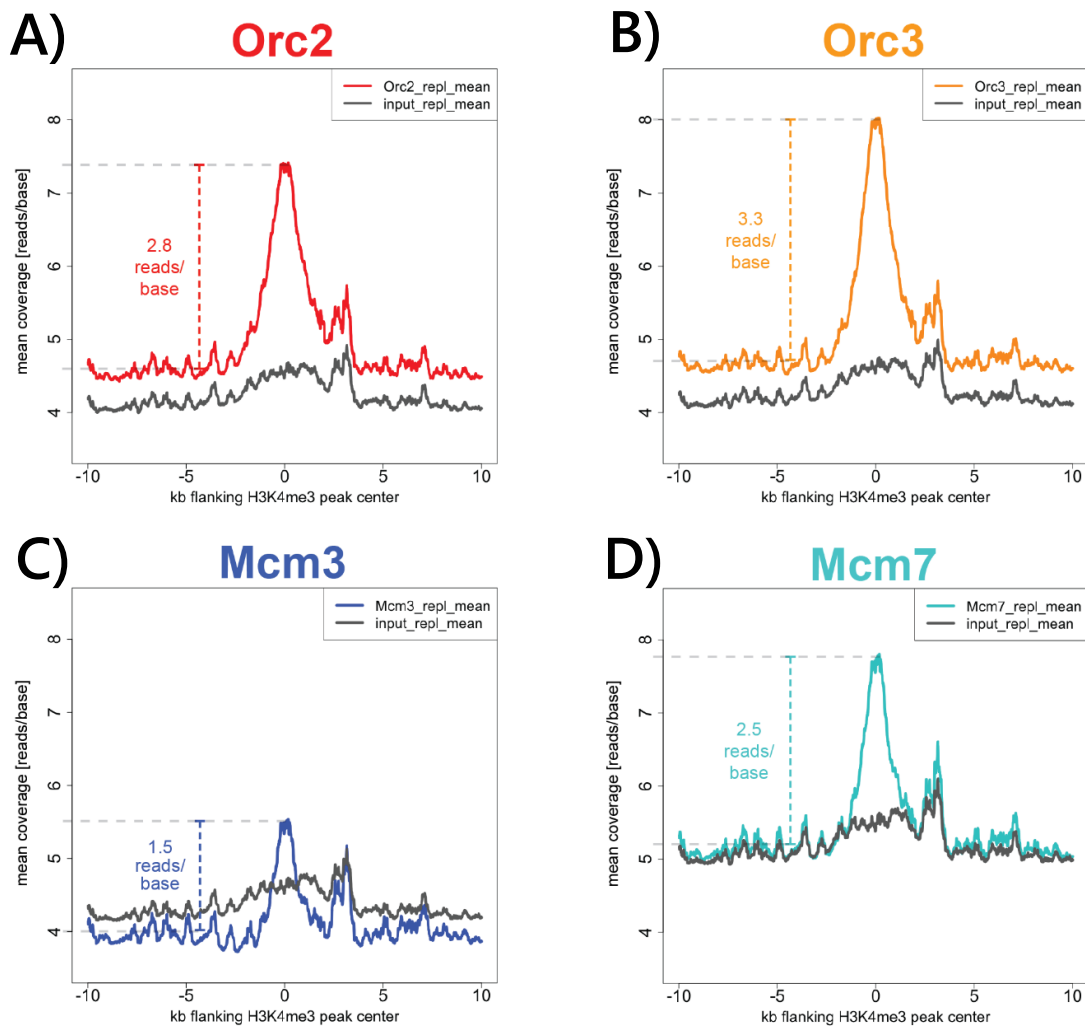 A)
Orc2
Orc2_repl_mean
input_repl_mean
mean coverage [reads/base]
8
7
6
5
4
2.8
reads/
base
-10
-5
0
5
10
kb flanking H3K4me3 peak center
B)
Orc3
Orc3_repl_mean
input_repl_mean
mean coverage [reads/base]
8
7
6
5
4
3.3
reads/
base
-10
-5
0
5
10
kb flanking H3K4me3 peak center
C)
Mcm3
Mcm3_repl_mean
input_repl_mean
mean coverage [reads/base]
8
7
6
5
4
1.5
reads/
base
-10
-5
0
5
10
kb flanking H3K4me3 peak center
D)
Mcm7
Mcm7_repl_mean
input_repl_mean
mean coverage [reads/base]
8
7
6
5
4
2.5
reads/
base
-10
-5
0
5
10
kb flanking H3K4me3 peak center